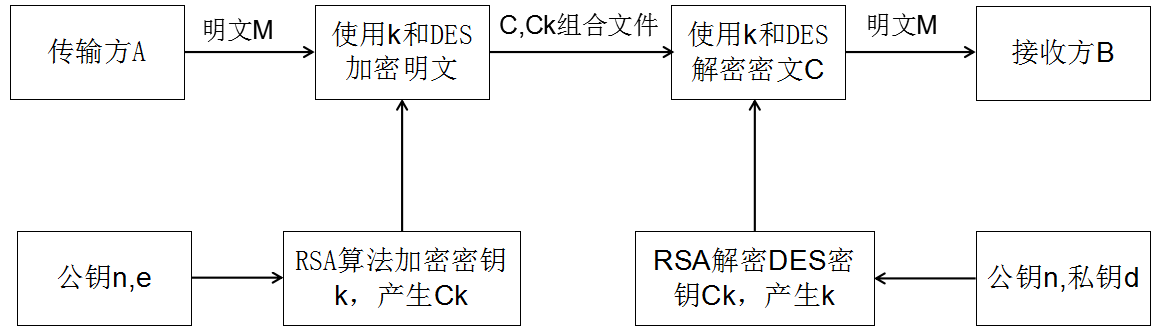 传输方A
明文M
使用k和DES
加密明文
C,Ck组合文件
使用k和DES
解密密文C
明文M
接收方B
公钥n,e
RSA算法加密密钥
k，产生Ck
RSA解密DES密
钥Ck，产生k
公钥n,私钥d